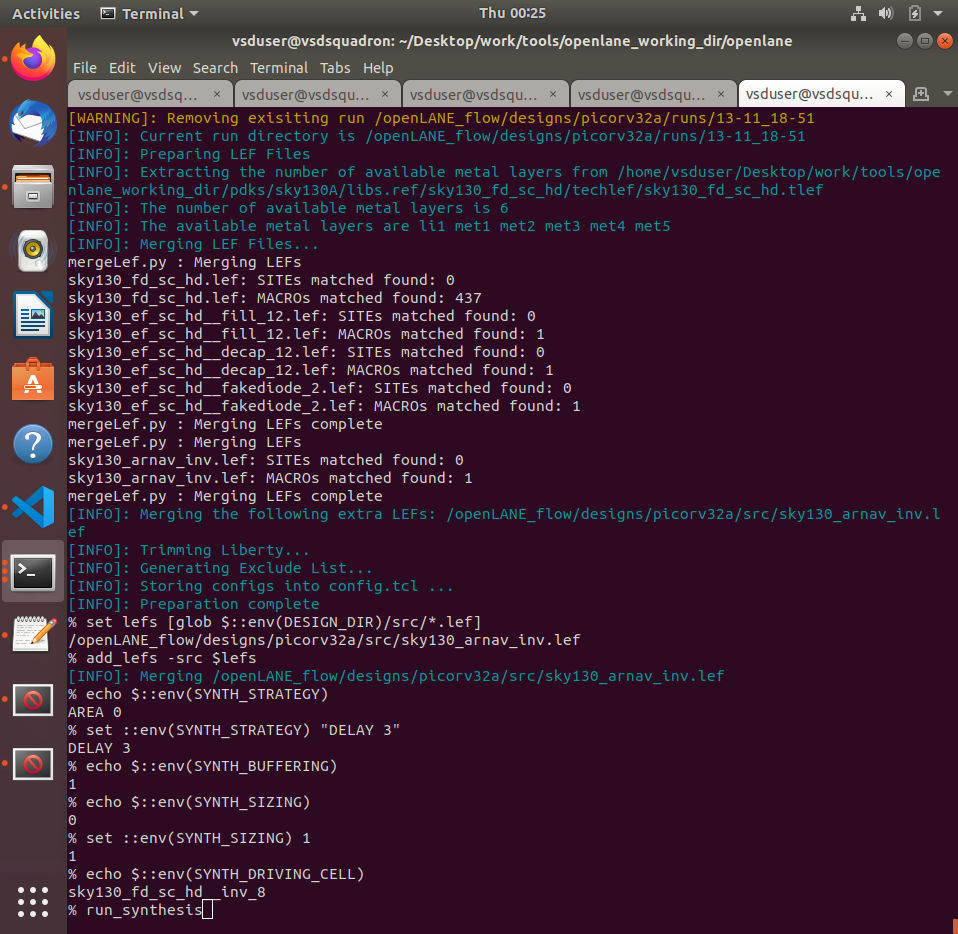 Activities Terminal Thu 00:25
vsduser@vsdsquadron: ~/Desktop/work/tools/openlane_working_dir/openlane
File Edit View Search Terminal Tabs Help
vsduser@vsdsq... × vsduser@vsdsqu... × vsduser@vsdsqu... × vsduser@vsdsqu... × vsduser@vsdsqu... ×
[WARNING]: Removing exisiting run /openLANE_flow/designs/picorv32a/runs/13-11_18-51
[INFO]: Current run directory is /openLANE_flow/designs/picorv32a/runs/13-11_18-51
[INFO]: Preparing LEF Files
[INFO]: Extracting the number of available metal layers from /home/vsduser/Desktop/work/tools/ope
nlane_working_dir/pdks/sky130A/libs.ref/sky130_fd_sc_hd/techlef/sky130_fd_sc_hd.tlef
[INFO]: The number of available metal layers is 6
[INFO]: The available metal layers are li1 met1 met2 met3 met4 met5
[INFO]: Merging LEF Files...
mergeLef.py : Merging LEFs
sky130_fd_sc_hd.lef: SITEs matched found: 0
sky130_fd_sc_hd.lef: MACROs matched found: 437
sky130_ef_sc_hd__fill_12.lef: SITEs matched found: 0
sky130_ef_sc_hd__fill_12.lef: MACROs matched found: 1
sky130_ef_sc_hd__decap_12.lef: SITEs matched found: 0
sky130_ef_sc_hd__decap_12.lef: MACROs matched found: 1
sky130_ef_sc_hd__fakediode_2.lef: SITEs matched found: 0
sky130_ef_sc_hd__fakediode_2.lef: MACROs matched found: 1
mergeLef.py : Merging LEFs complete
mergeLef.py : Merging LEFs
sky130_arnav_inv.lef: SITEs matched found: 0
sky130_arnav_inv.lef: MACROs matched found: 1
mergeLef.py : Merging LEFs complete
[INFO]: Merging the following extra LEFs: /openLANE_flow/designs/picorv32a/src/sky130_arnav_inv.l
ef
[INFO]: Trimming Liberty...
[INFO]: Generating Exclude List...
[INFO]: Storing configs into config.tcl ...
[INFO]: Preparation complete
% set lefs [glob $::env(DESIGN_DIR)/src/*.lef]
/openLANE_flow/designs/picorv32a/src/sky130_arnav_inv.lef
% add_lefs -src $lefs
[INFO]: Merging /openLANE_flow/designs/picorv32a/src/sky130_arnav_inv.lef
% echo $::env(SYNTH_STRATEGY)
AREA 0
% set ::env(SYNTH_STRATEGY) "DELAY 3"
DELAY 3
% echo $::env(SYNTH_BUFFERING)
1
% echo $::env(SYNTH_SIZING)
0
% set ::env(SYNTH_SIZING) 1
1
% echo $::env(SYNTH_DRIVING_CELL)
sky130_fd_sc_hd__inv_8
% run_synthesis